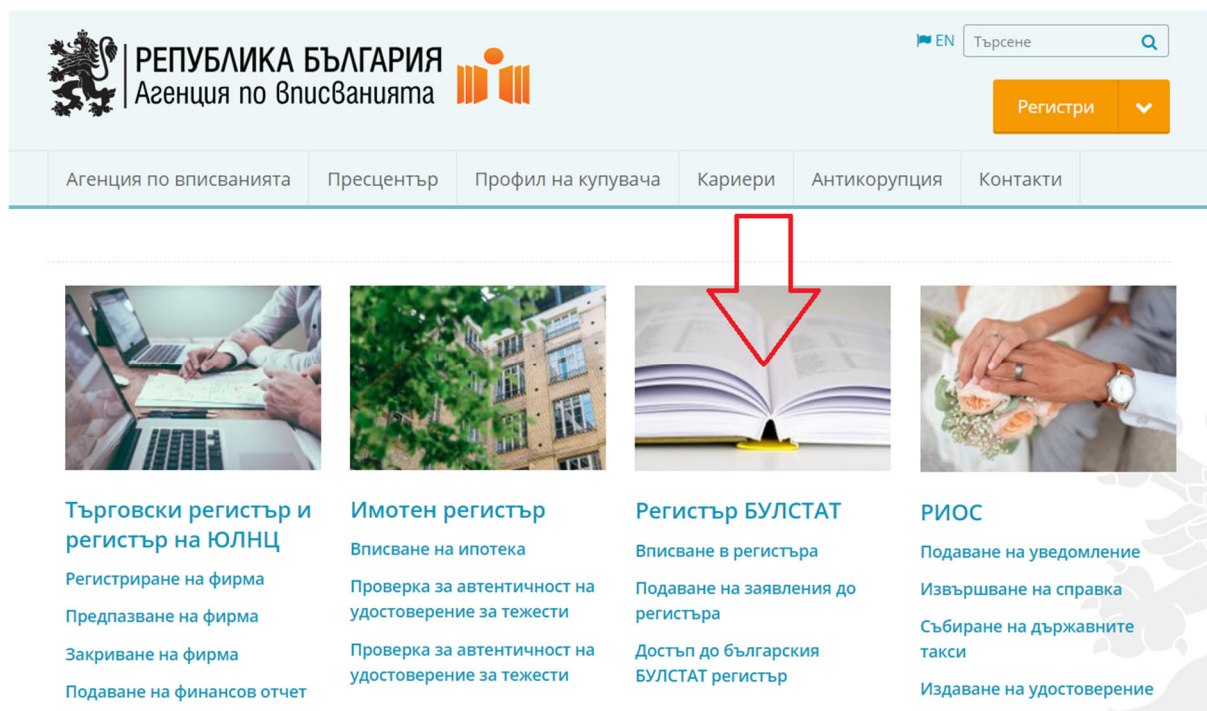 РЕПУБЛИКА БЪЛГАРИЯ
Агенция по вписванията
EN
Търсене
Регистри
Агенция по вписванията
Пресцентър
Профил на купувача
Кариери
Антикорупция
Контакти
Търговски регистър и
регистър на ЮЛНЦ
Регистриране на фирма
Предпазване на фирма
Закриване на фирма
Подаване на финансов отчет
Имотен регистър
Вписване на ипотека
Проверка за автентичност на
удостоверение за тежести
Проверка за автентичност на
удостоверение за тежести
Регистър БУЛСТАТ
Вписване в регистъра
Подаване на заявления до
регистъра
Достъп до българския
БУЛСТАТ регистър
РИОС
Подаване на уведомление
Извършване на справка
Събиране на държавните
такси
Издаване на удостоверение